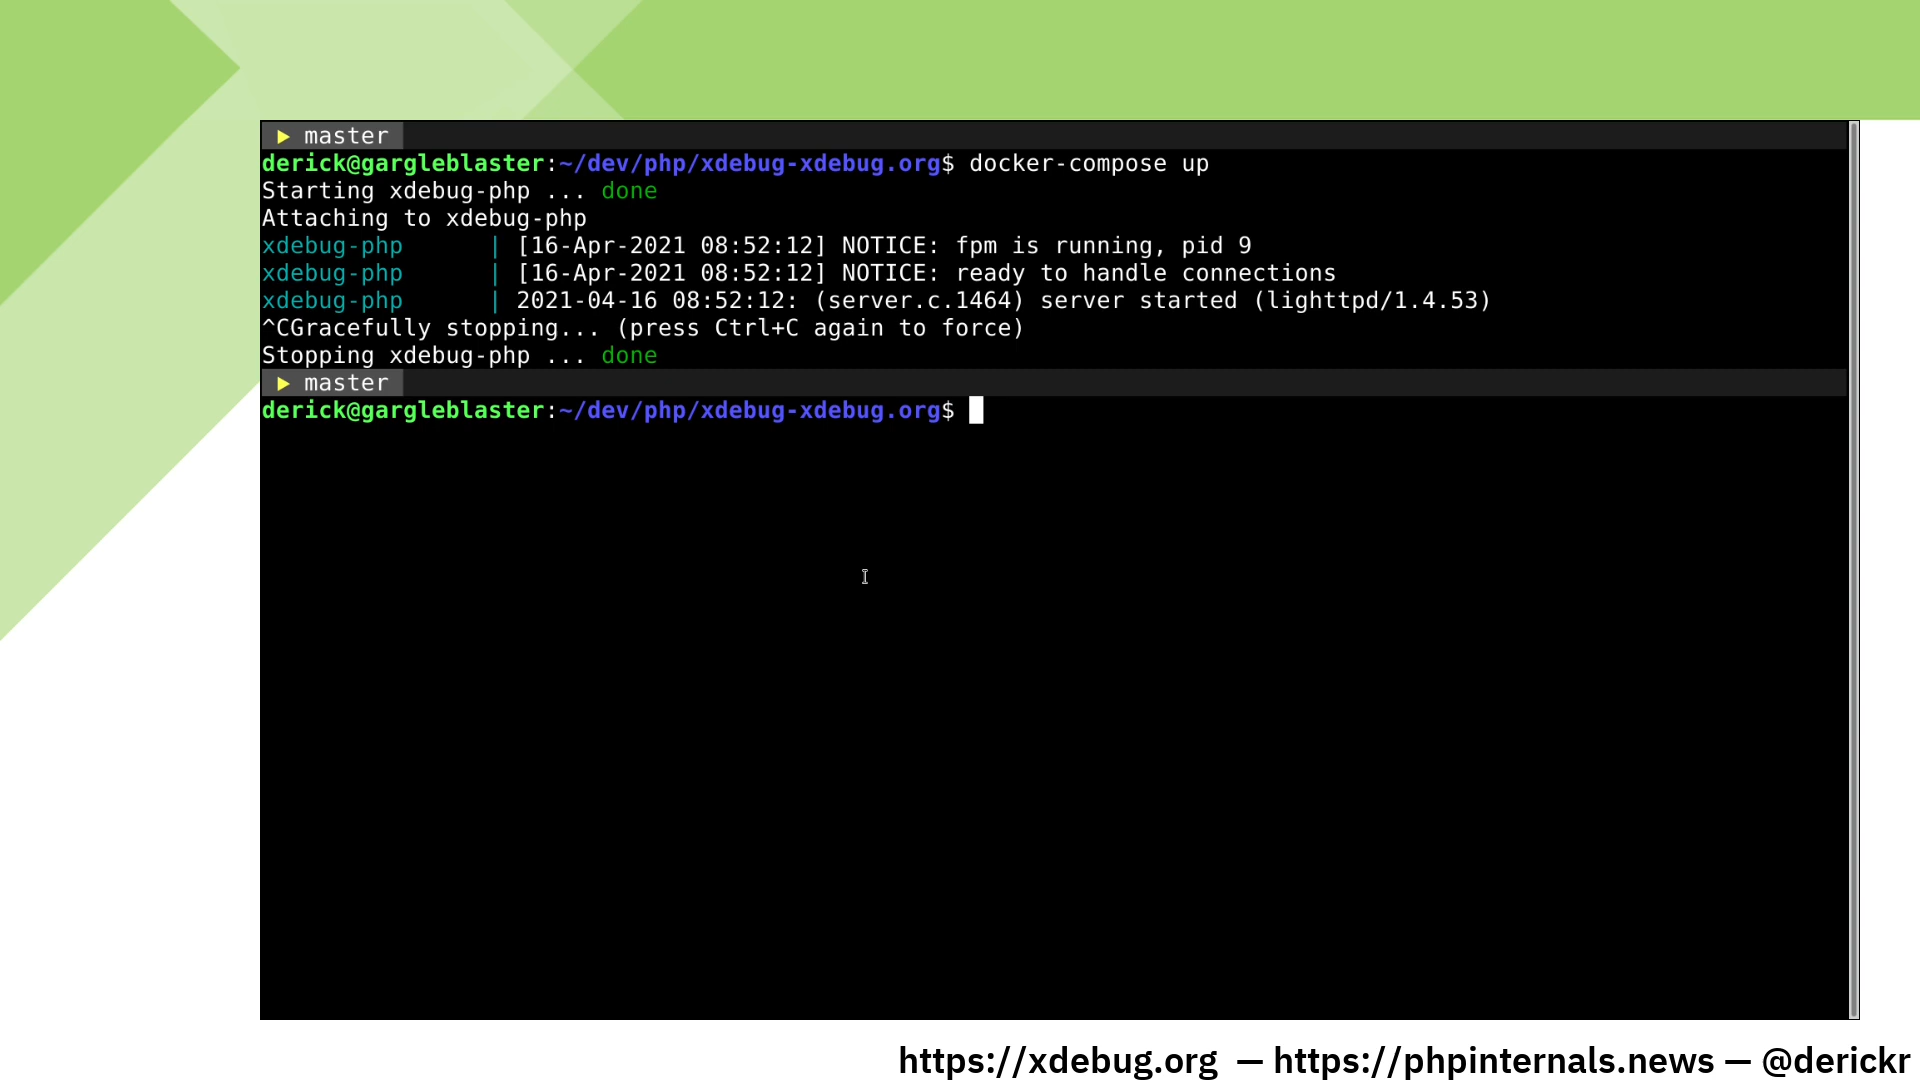 ▶ master
derick@gargleblaster:~/dev/php/xdebug-xdebug.org$ docker-compose up
Starting xdebug-php ... done
Attaching to xdebug-php
xdebug-php      | [16-Apr-2021 08:52:12] NOTICE: fpm is running, pid 9
xdebug-php      | [16-Apr-2021 08:52:12] NOTICE: ready to handle connections
xdebug-php      | 2021-04-16 08:52:12: (server.c.1464) server started (lighttpd/1.4.53)
^CGracefully stopping... (press Ctrl+C again to force)
Stopping xdebug-php ... done
▶ master
derick@gargleblaster:~/dev/php/xdebug-xdebug.org$
https://xdebug.org — https://phpinternals.news — @derickr